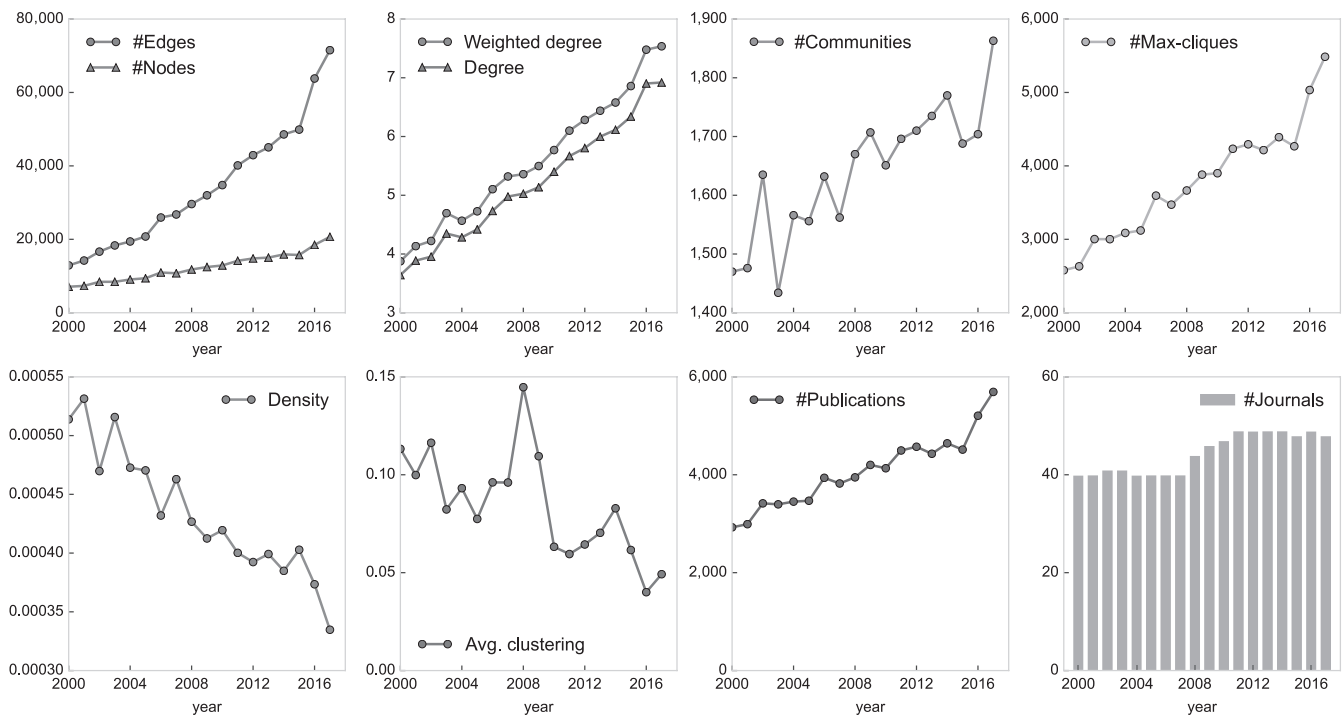 80,000
60,000
40,000
20,000
0
#Edges
#Nodes
2000 2004 2008 2012 2016
year
8
7
6
5
4
3
Weighted degree
Degree
2000 2004 2008 2012 2016
year
1,900
1,800
1,700
1,600
1,500
1,400
#Communities
2000 2004 2008 2012 2016
year
6,000
5,000
4,000
3,000
2,000
#Max-cliques
2000 2004 2008 2012 2016
year
0.00055
0.00050
0.00045
0.00040
0.00035
0.00030
Density
2000 2004 2008 2012 2016
year
0.15
0.10
0.05
0.00
Avg. clustering
2000 2004 2008 2012 2016
year
6,000
4,000
2,000
0
#Publications
2000 2004 2008 2012 2016
year
60
40
20
0
#Journals
2000 2004 2008 2012 2016
year